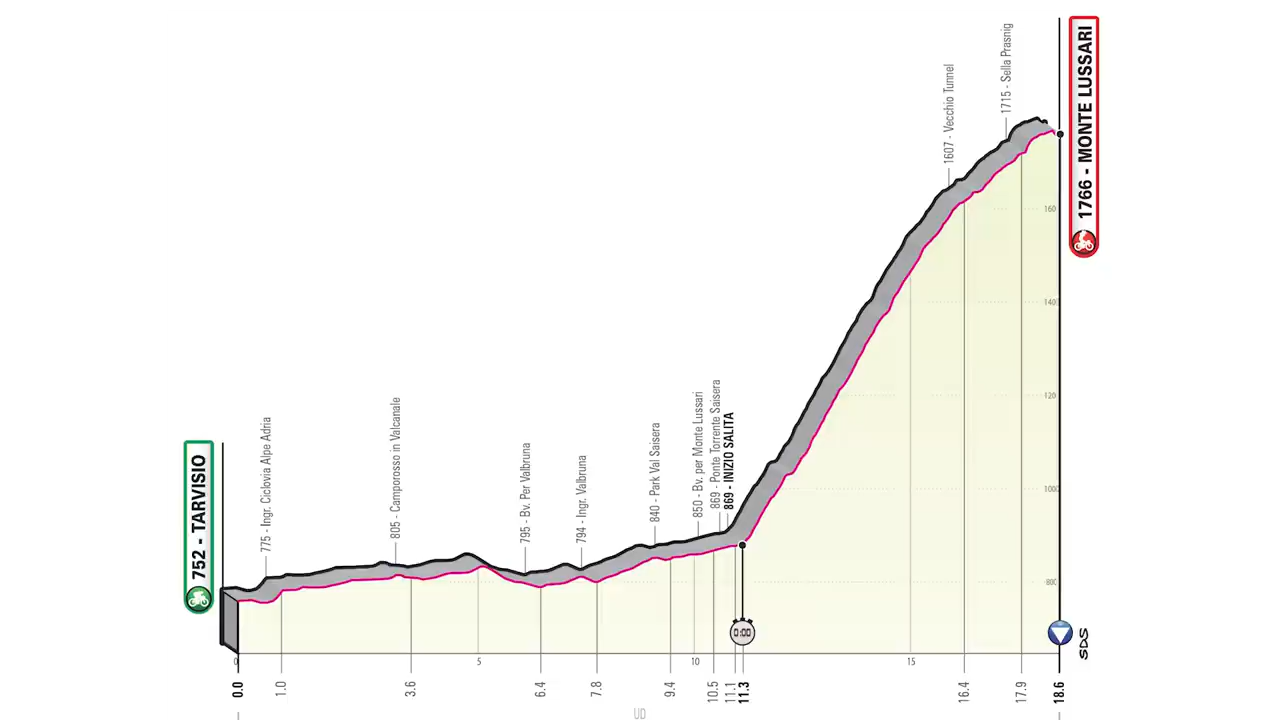 752 - TARVISIO
775 - Ingr. Ciclovia Alpe Adria
805 - Camporosso in Valcanale
795 - Bv. Per Valbruna
794 - Ingr. Valbruna
840 - Park Val Saisera
850 - Bv. per Monte Lussari
869 - Ponte Torrente Saisera
869 - INIZIO SALITA
1607 - Vecchio Tunnel
1715 - Sella Prasnig
1766 - MONTE LUSSARI
160
140
120
1000
800
0:00
SDS
0
5
10
15
0.0
1.0
3.6
6.4
7.8
9.4
10.5
11.1
11.3
16.4
17.9
18.6
UD